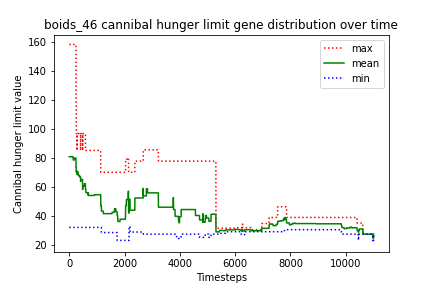 boids_46 cannibal hunger limit gene distribution over time
Cannibal hunger limit value
160
140
120
100
80
60
40
20
max
mean
min
0
2000
4000
6000
8000
10000
Timesteps